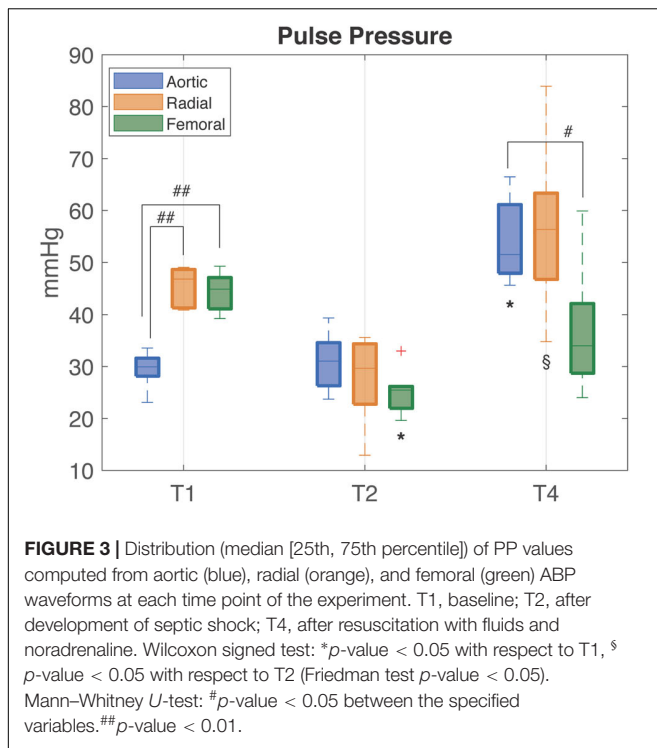 Pulse Pressure
90
80
70
60
50
40
30
20
10
mmHg
Aortic
Radial
Femoral
##
##
#
*
*
§
+
T1
T2
T4
FIGURE 3 | Distribution (median [25th, 75th percentile]) of PP values
computed from aortic (blue), radial (orange), and femoral (green) ABP
waveforms at each time point of the experiment. T1, baseline; T2, after
development of septic shock; T4, after resuscitation with fluids and
noradrenaline. Wilcoxon signed test: *p-value < 0.05 with respect to T1, §
p-value < 0.05 with respect to T2 (Friedman test p-value < 0.05).
Mann–Whitney U-test: #p-value < 0.05 between the specified
variables.##p-value < 0.01.